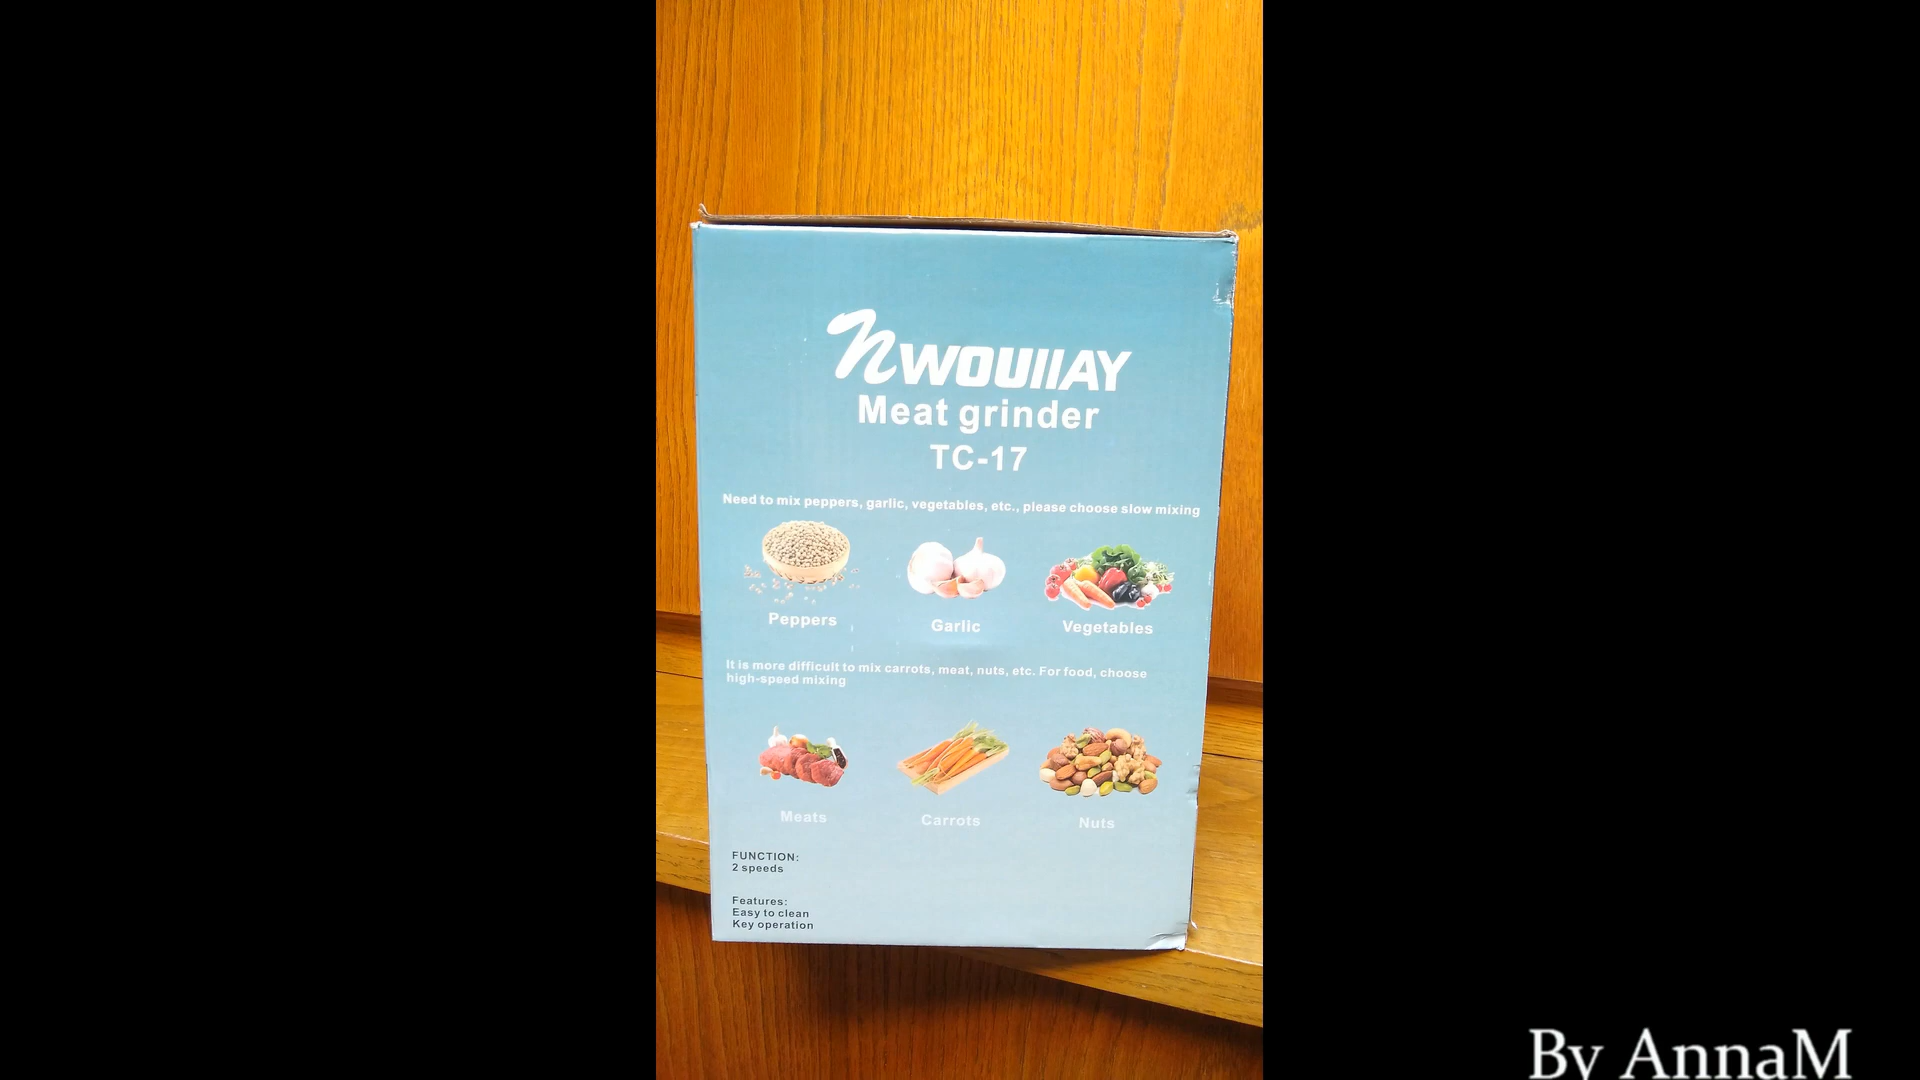 NWOUIIAY
Meat grinder
TC-17
Need to mix peppers, garlic, vegetables, etc., please choose slow mixing
Peppers Garlic Vegetables
It is more difficult to mix carrots, meat, nuts, etc. For food, choose
high-speed mixing
Meats Carrots Nuts
FUNCTION:
2 speeds
Features:
Easy to clean
Key operation
By AnnaM